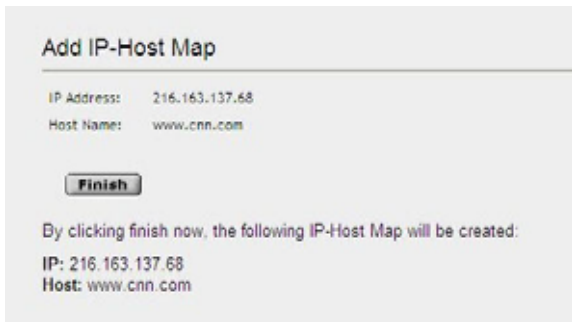 Add IP-Host Map
IP Address: 216.163.137.68
Host Name: www.cnn.com
Finish
By clicking finish now, the following IP-Host Map will be created:
IP: 216.163.137.68
Host: www.cnn.com